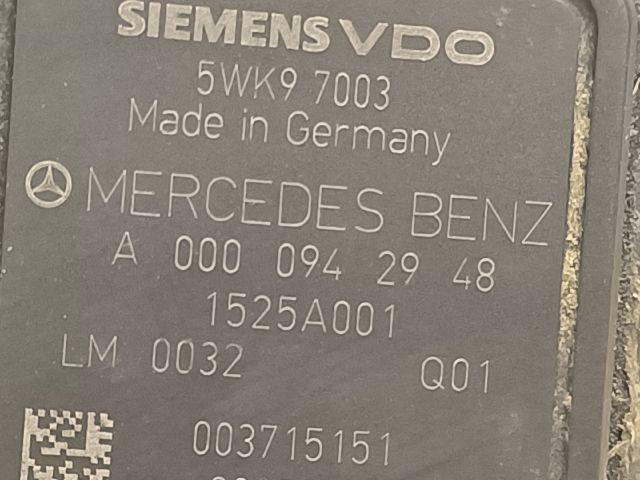 SIEMENS VDO
5WK9 7003
Made in Germany
MERCEDES BENZ
A 000 094 29 48
1525A001
LM 0032 Q01
003715151